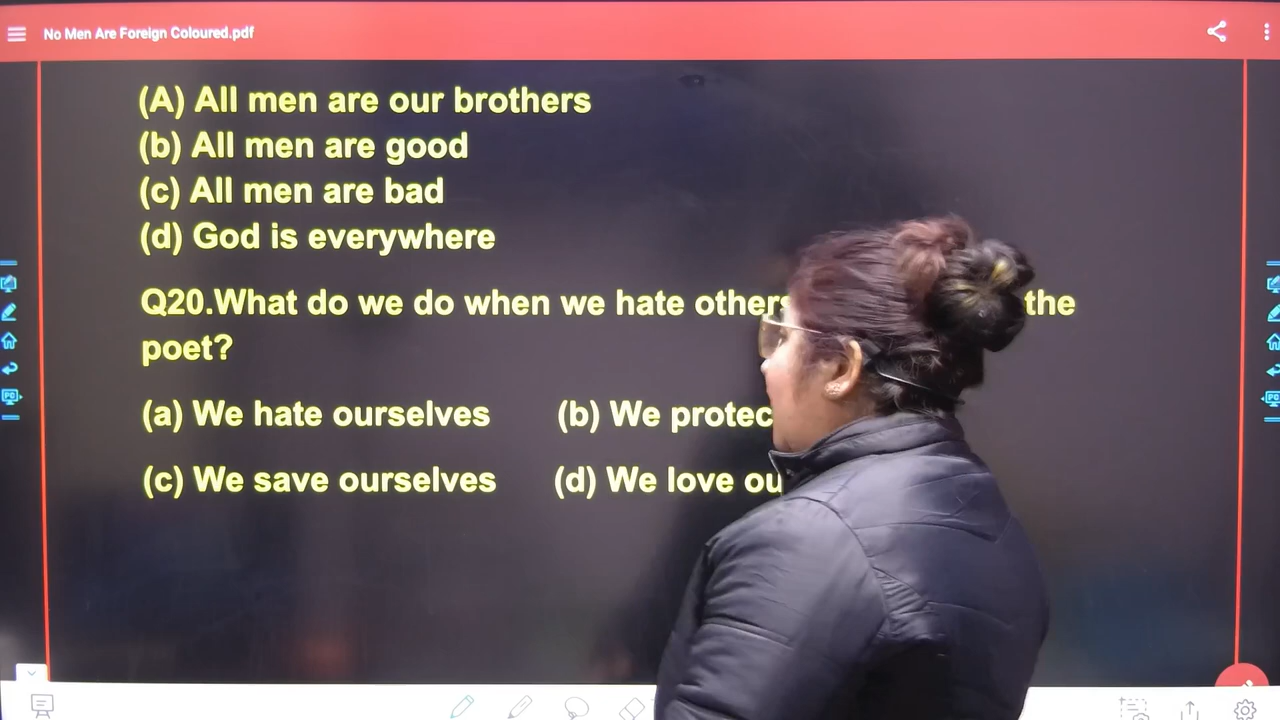 No Men Are Foreign Coloured.pdf
(A) All men are our brothers
(b) All men are good
(c) All men are bad
(d) God is everywhere
Q20.What do we do when we hate others the
poet?
(a) We hate ourselves (b) We
(c) We save ourselves (d) We love